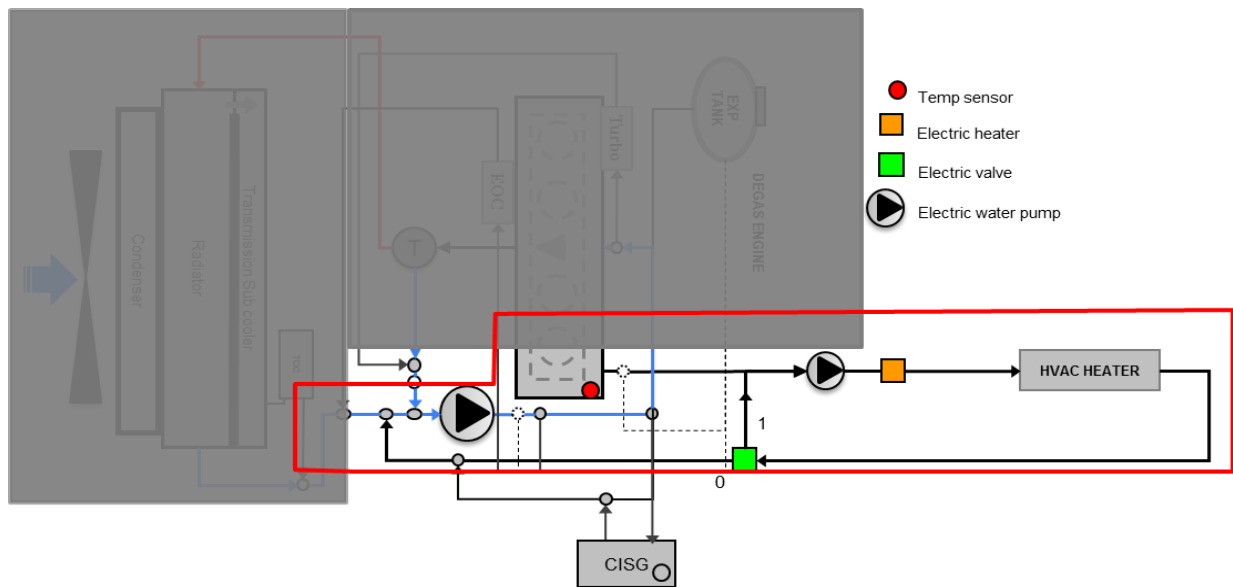 Condenser
Radiator
Transmission Sub cooler
TOC
EOC
Turbo
T
EXP
TANK
DEGAS ENGINE
Temp sensor
Electric heater
Electric valve
Electric water pump
HVAC HEATER
1
0
CISG